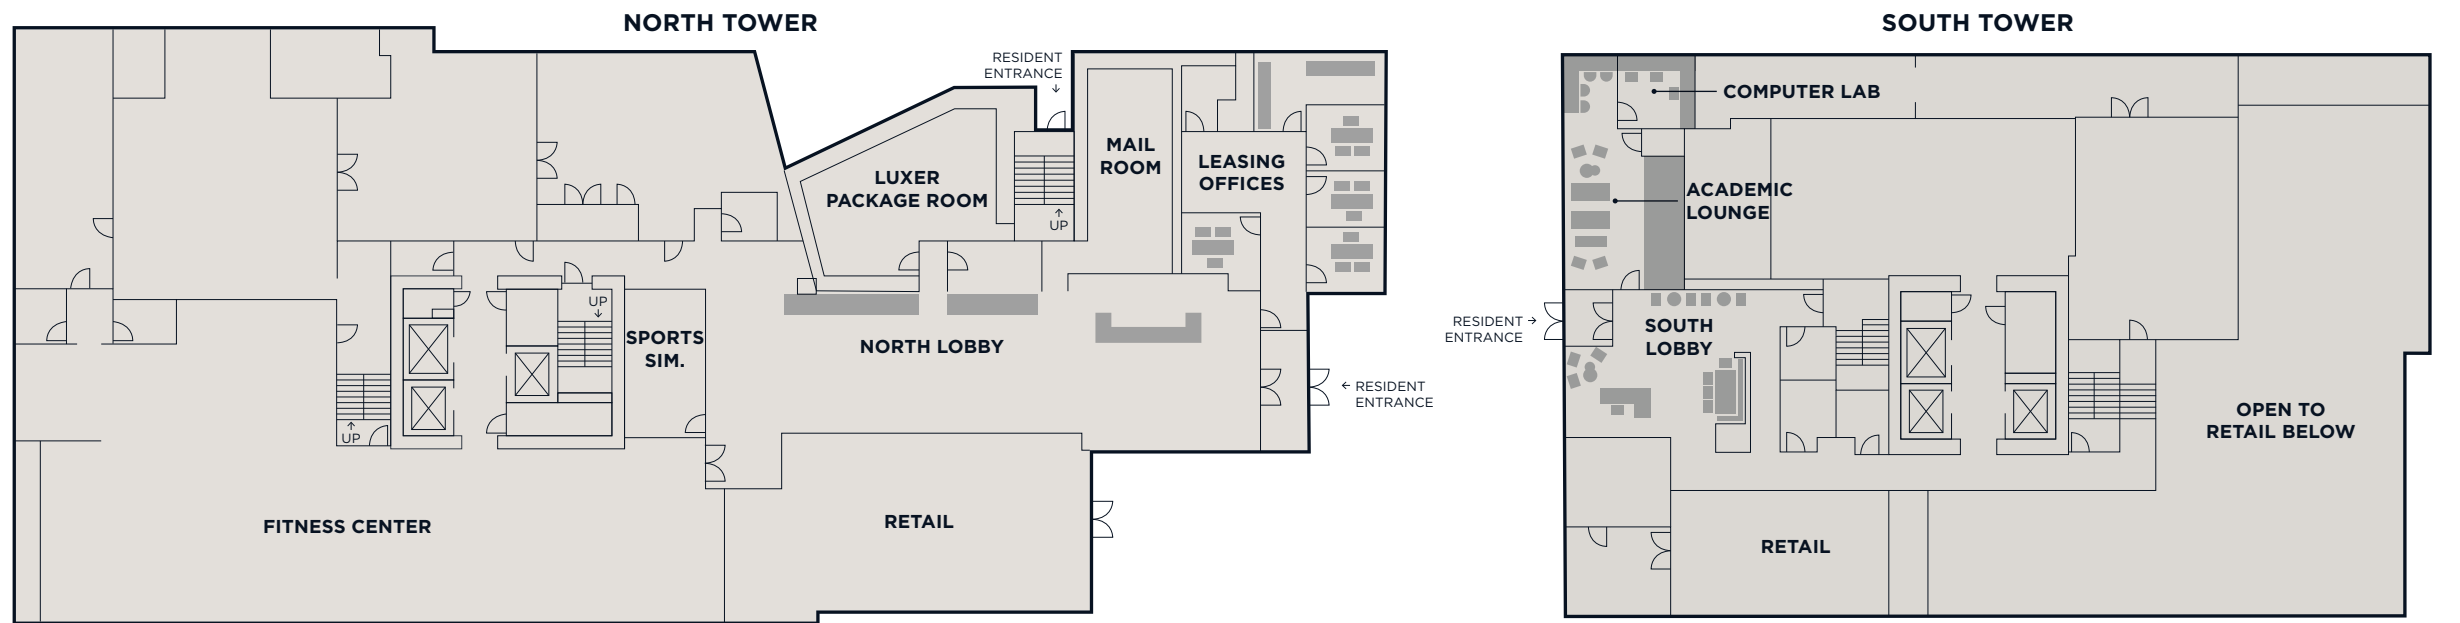 NORTH TOWER
RESIDENT
ENTRANCE
LUXER
PACKAGE ROOM
MAIL
ROOM
LEASING
OFFICES
UP
UP
SPORTS
SIM.
NORTH LOBBY
RESIDENT
ENTRANCE
UP
FITNESS CENTER
RETAIL
SOUTH TOWER
COMPUTER LAB
ACADEMIC
LOUNGE
RESIDENT
ENTRANCE
SOUTH
LOBBY
OPEN TO
RETAIL BELOW
RETAIL